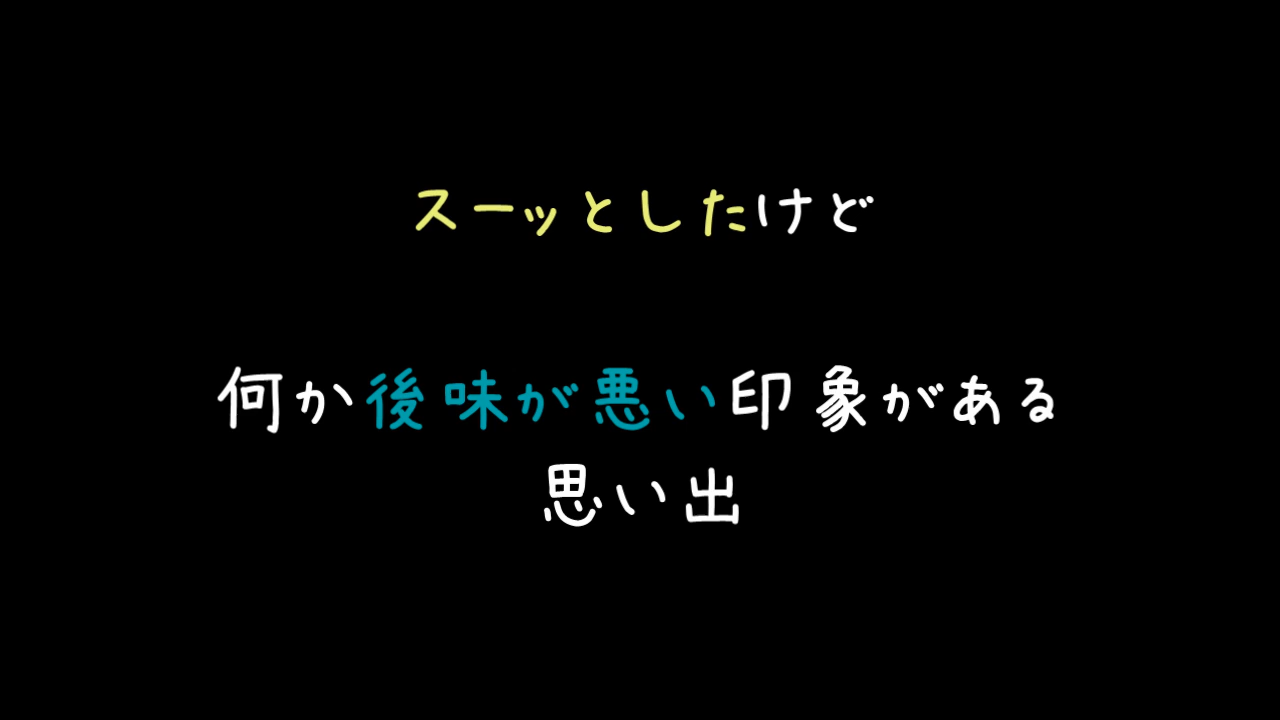 スーッとしたけど
何か後味が悪い印象がある
思い出